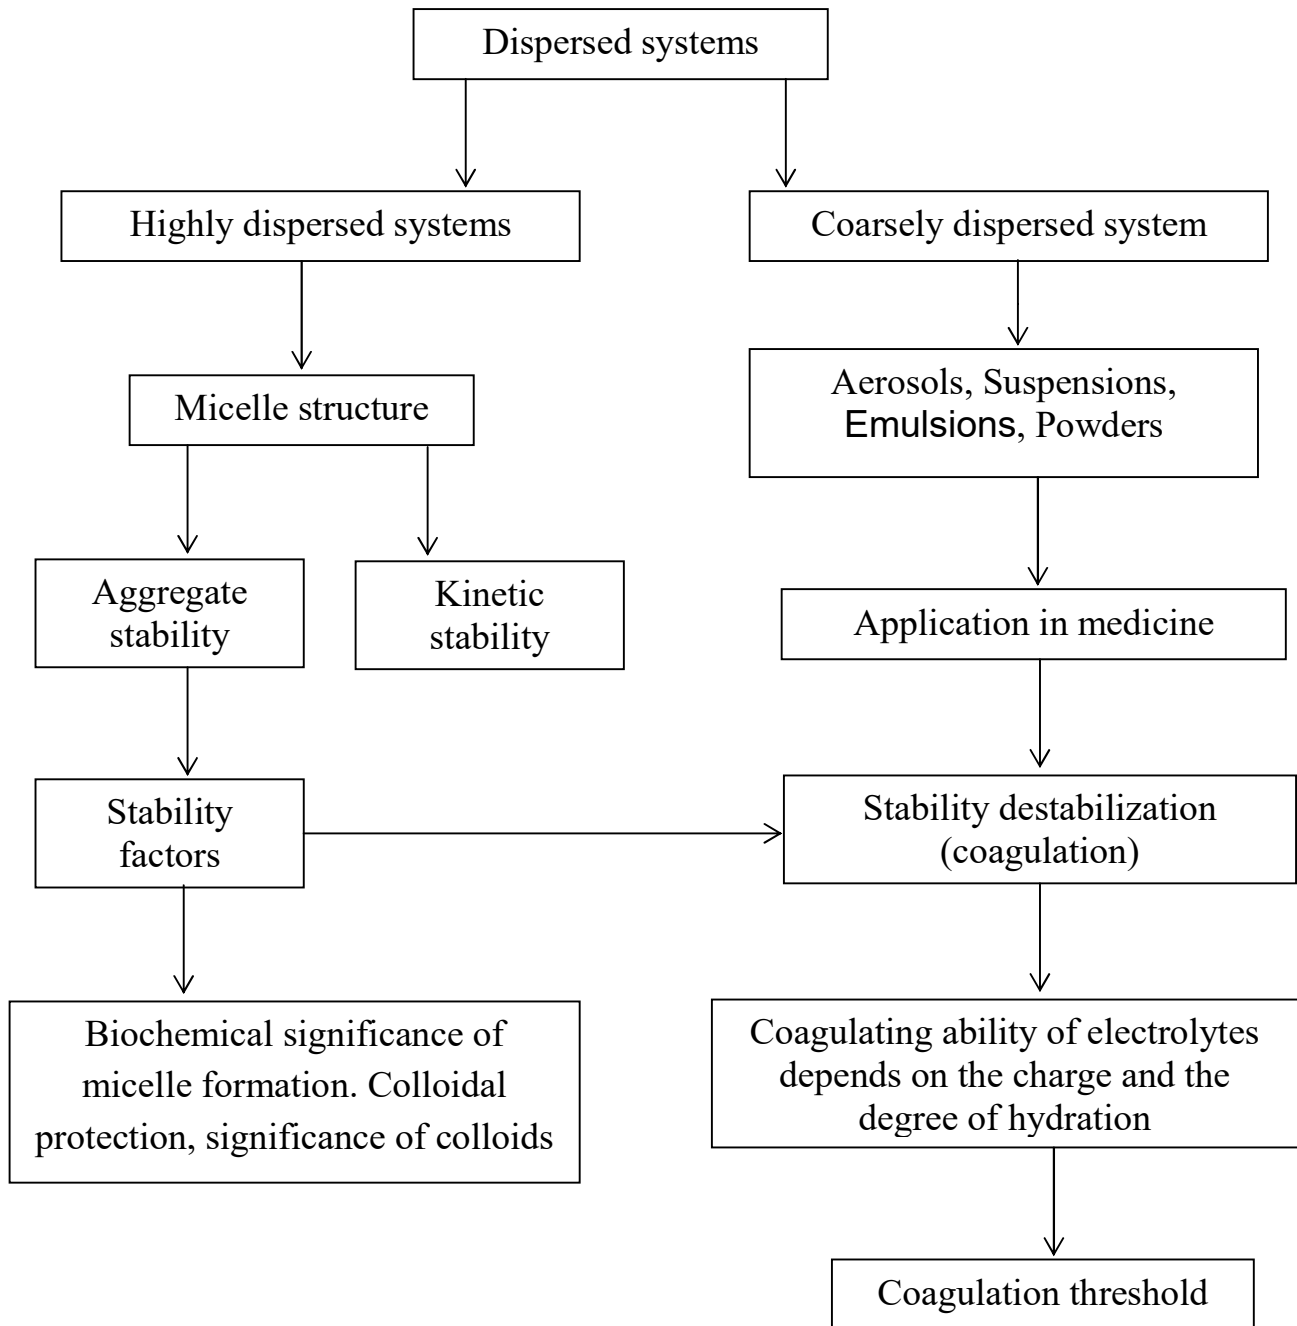 Dispersed systems
Highly dispersed systems
Coarsely dispersed system
Micelle structure
Aerosols, Suspensions,
Emulsions, Powders
Aggregate
stability
Kinetic
stability
Application in medicine
Stability
factors
Stability destabilization
(coagulation)
Biochemical significance of
micelle formation. Colloidal
protection, significance of colloids
Coagulating ability of electrolytes
depends on the charge and the
degree of hydration
Coagulation threshold